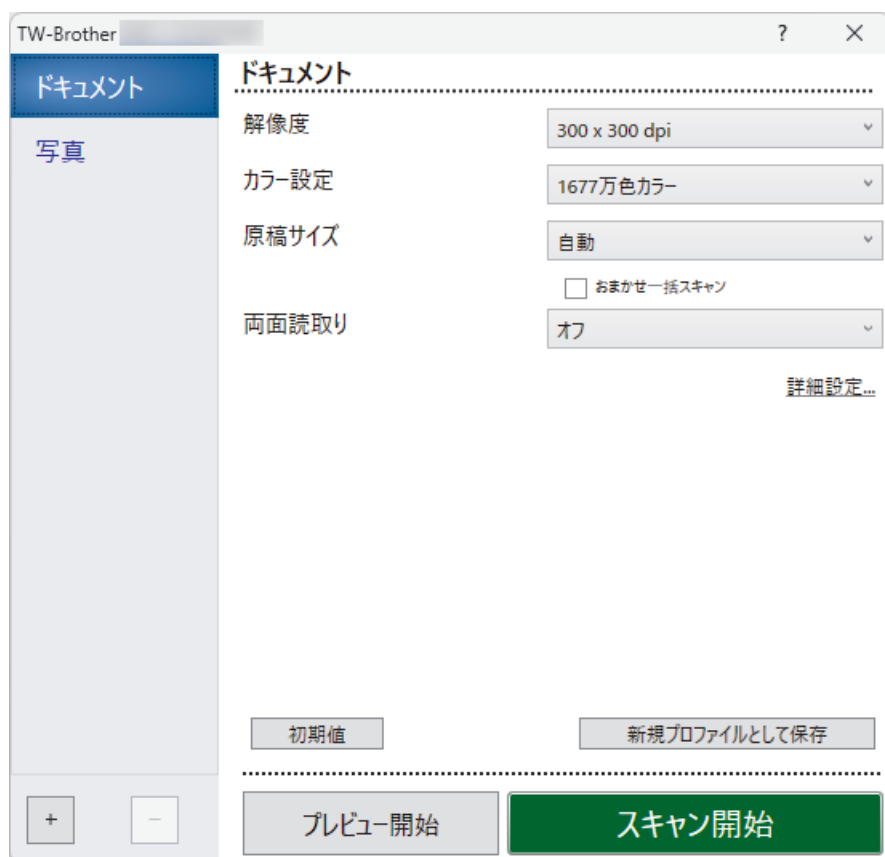 TW-Brother
?
ドキュメント
写真
ドキュメント
解像度
300 x 300 dpi
カラー設定
1677万色カラー
原稿サイズ
自動
おまかせ一括スキャン
両面読取り
オフ
詳細設定...
初期値
新規プロファイルとして保存
+
-
プレビュー開始
スキャン開始